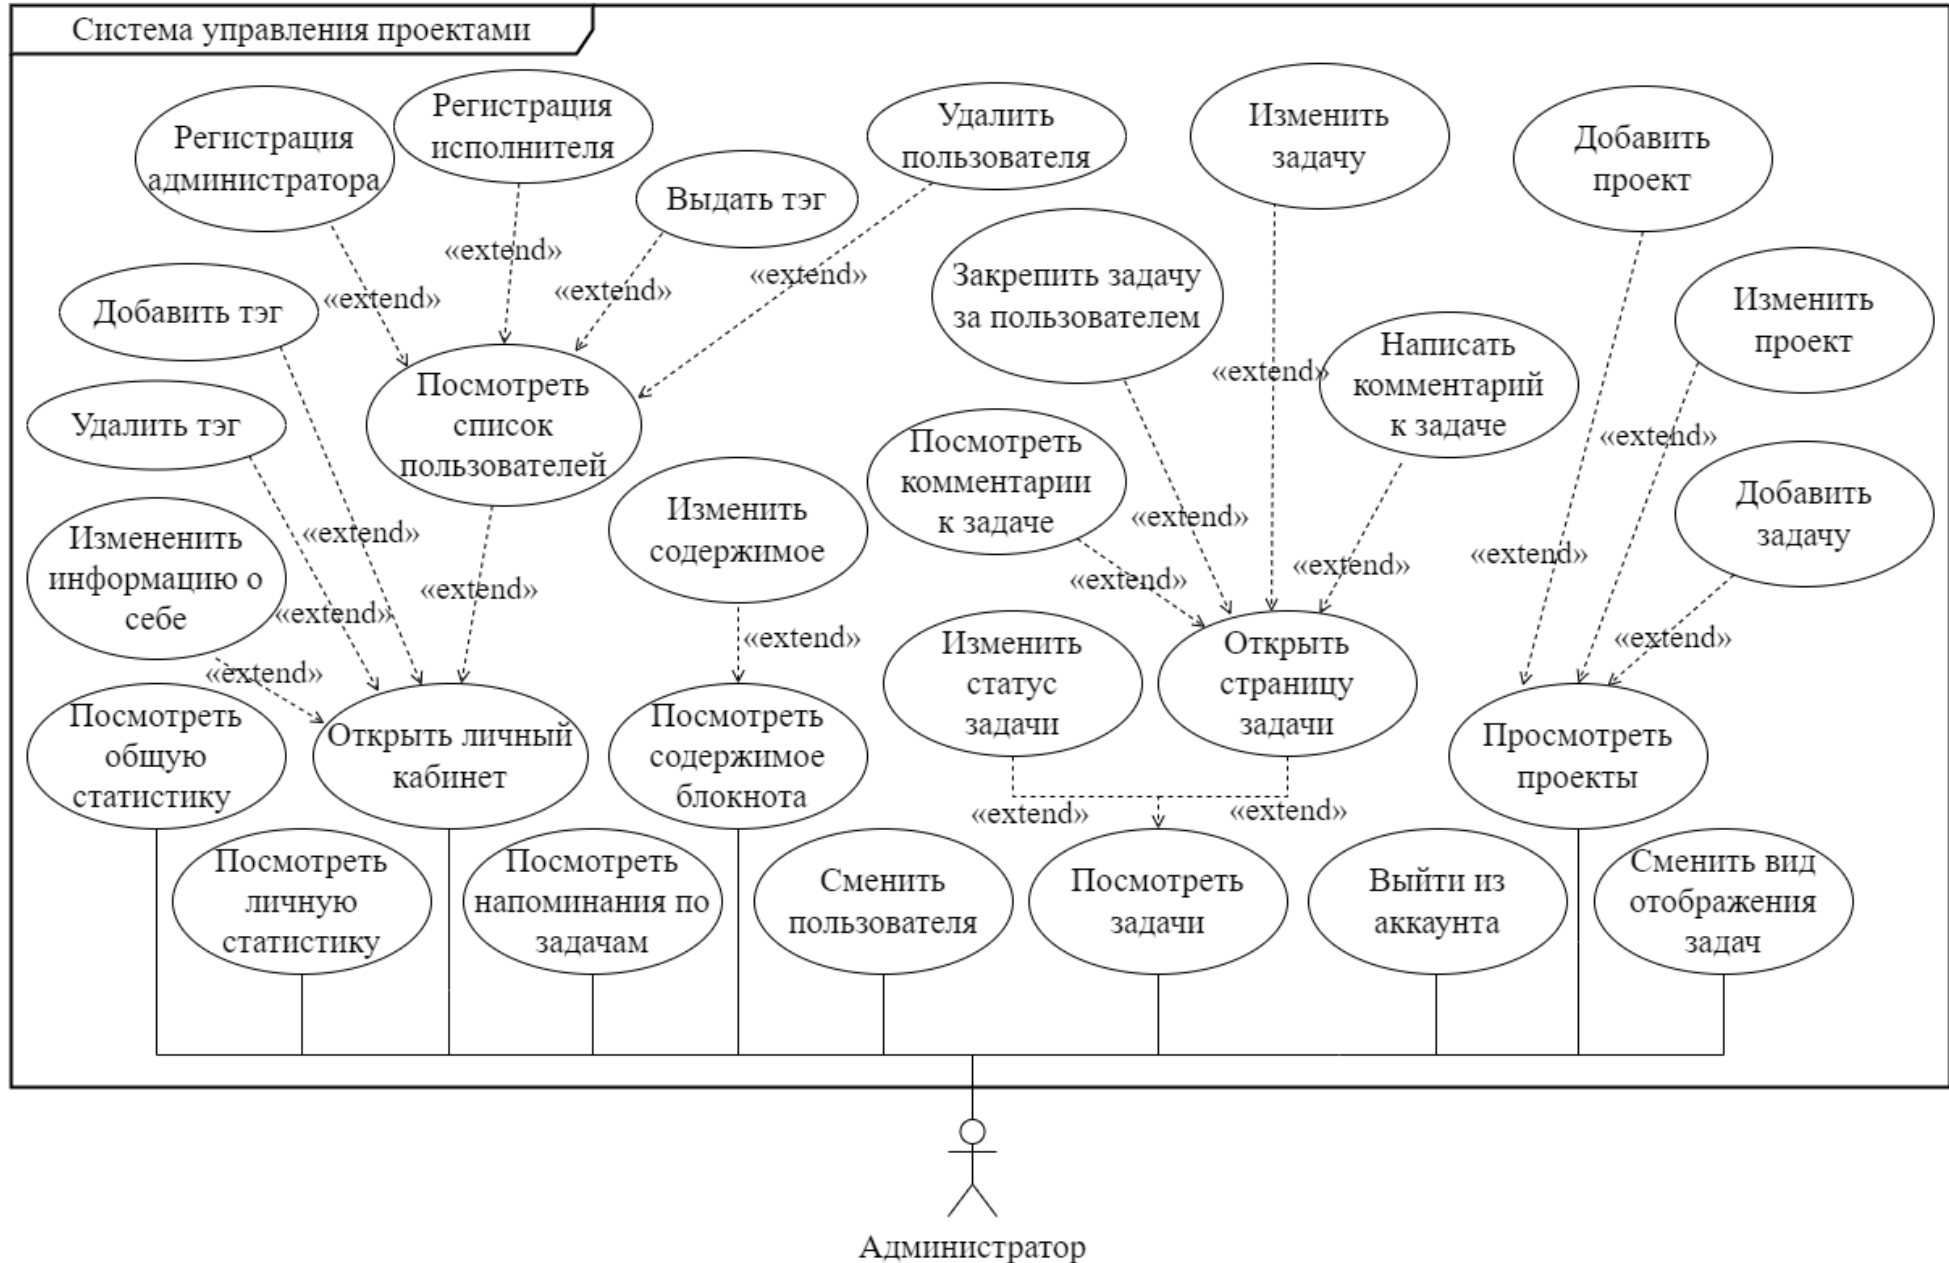 Система управления проектами
Регистрация
администратора
Регистрация
исполнителя
Выдать тэг
Удалить
пользователя
Изменить
задачу
Добавить
проект
«extend»
«extend»
«extend»
«extend»
Добавить тэг
Закрепить задачу
за пользователем
Изменить
проект
Удалить тэг
Посмотреть
список
пользователей
«extend»
Написать
комментарий
к задаче
«extend»
Посмотреть
комментарии
к задаче
Добавить
задачу
Измененить
информацию о
себе
«extend»
«extend»
«extend»
Изменить
содержимое
«extend»
«extend»
«extend»
«extend»
«extend»
«extend»
«extend»
Изменить
статус
задачи
Открыть
страницу
задачи
Посмотреть
общую
статистику
Открыть личный
кабинет
Посмотреть
содержимое
блокнота
Просмотреть
проекты
«extend»
«extend»
Посмотреть
личную
статистику
Посмотреть
напоминания по
задачам
Сменить
пользователя
Посмотреть
задачи
Выйти из
аккаунта
Сменить вид
отображения
задач
Администратор